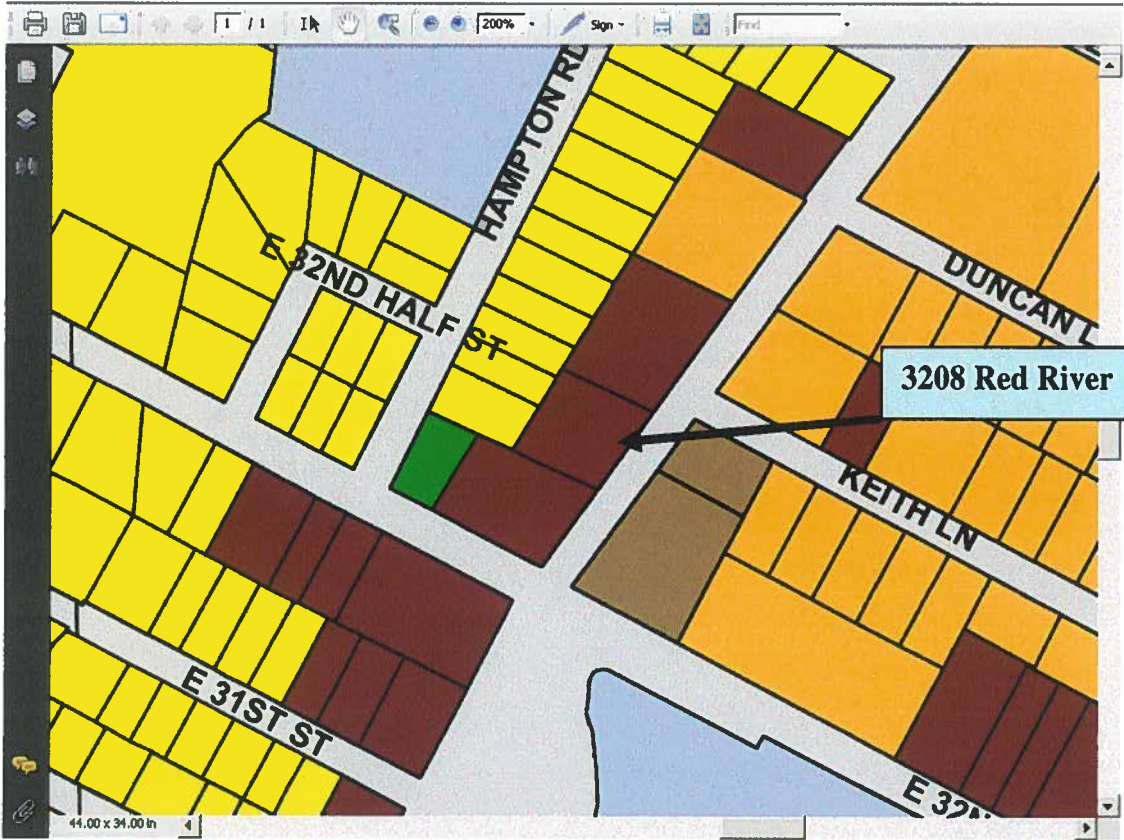 1 / 1
200%
Sign
Find
HAMPTON RD
E 32ND HALF ST
DUNCAN L
3208 Red River
KEITH LN
E 31ST ST
E 32N
44.00 x 34.00 in